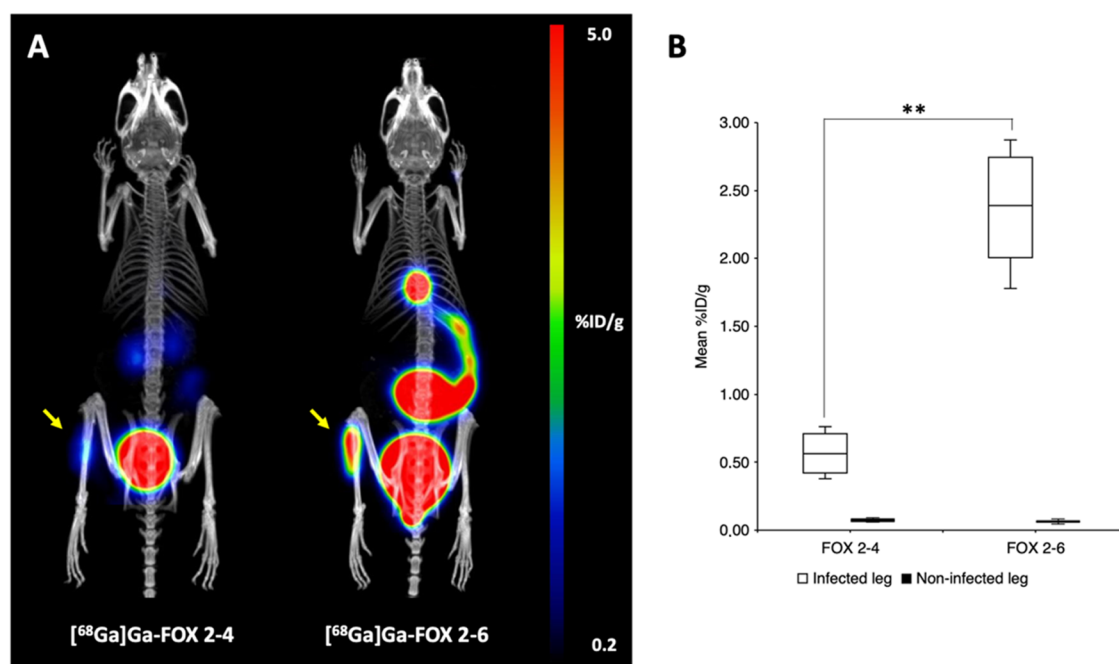 A
5.0
%ID/g
0.2
[⁶⁸Ga]Ga-FOX 2-4
[⁶⁸Ga]Ga-FOX 2-6
B
**
Mean %ID/g
3.00
2.50
2.00
1.50
1.00
0.50
0.00
FOX 2-4
FOX 2-6
Infected leg
Non-infected leg